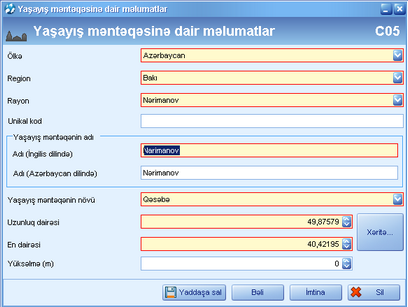 Yaşayış məntəqəsinə dair məlumatlar
Yaşayış məntəqəsinə dair məlumatlar C05
Ölkə Azərbaycan
Region Bakı
Rayon Nərimanov
Unikal kod
Yaşayış məntəqənin adı
Adı (İngilis dilində) Narimanov
Adı (Azərbaycan dilində) Nərimanov
Yaşayış məntəqənin növü Qəsəbə
Uzunluq dairəsi 49,87579
Xəritə...
En dairəsi 40,42195
Yüksəlmə (m) 0
Yaddaşa sal Bəli İmtina Sil